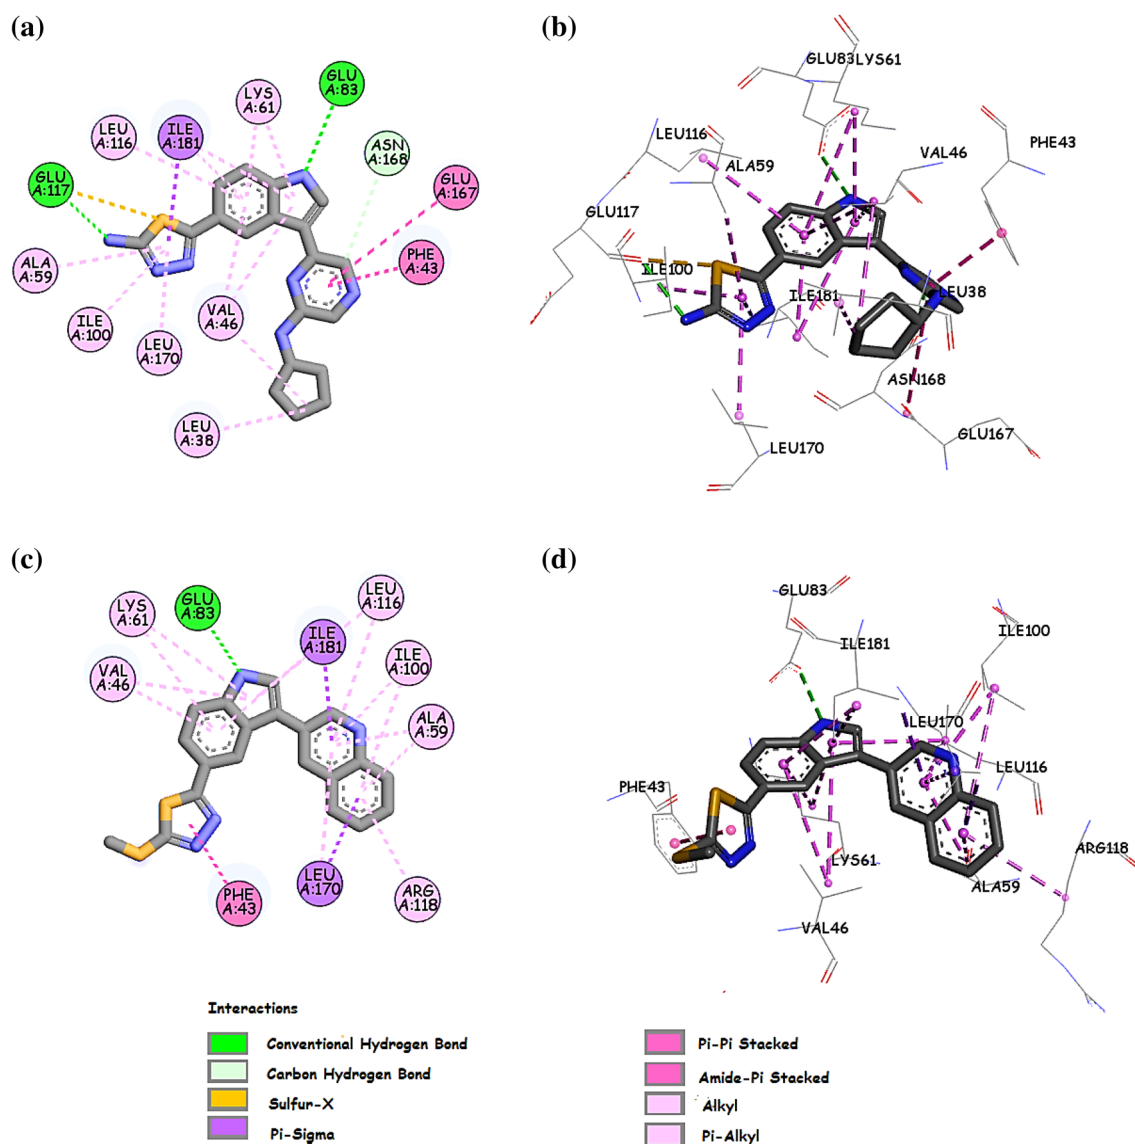 (a)
GLU
A:83
LYS
A:61
LEU
A:116
ILE
A:181
ASN
A:168
GLU
A:117
GLU
A:167
ALA
A:59
PHE
A:43
ILE
A:100
VAL
A:46
LEU
A:170
LEU
A:38
(b)
GLU83LYS61
LEU116
PHE43
VAL46
ALA59
GLU117
ILE100
ILE181
LEU38
ASN168
GLU167
LEU170
(c)
LEU
A:116
LYS
A:61
GLU
A:83
ILE
A:181
ILE
A:100
VAL
A:46
ALA
A:59
LEU
A:170
ARG
A:118
PHE
A:43
(d)
GLU83
ILE100
ILE181
LEU170
LEU116
PHE43
ARG118
LYS61
ALA59
VAL46
Interactions
Conventional Hydrogen Bond
Carbon Hydrogen Bond
Sulfur-X
Pi-Sigma
Pi-Pi Stacked
Amide-Pi Stacked
Alkyl
Pi-Alkyl